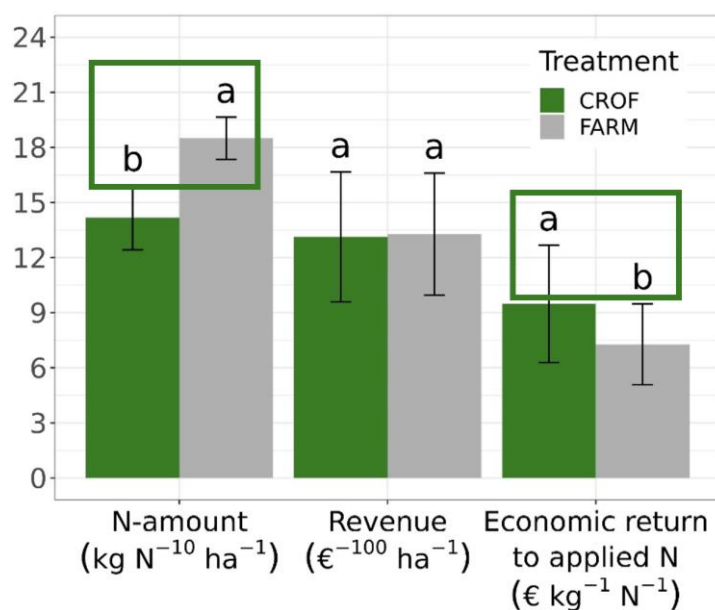 24
21
18
15
12
9
6
3
0
Treatment
CROF
FARM
b
a
a
a
a
b
N-amount
(kg N⁻¹⁰ ha⁻¹)
Revenue
(€⁻¹⁰⁰ ha⁻¹)
Economic return
to applied N
(€ kg⁻¹ N⁻¹)